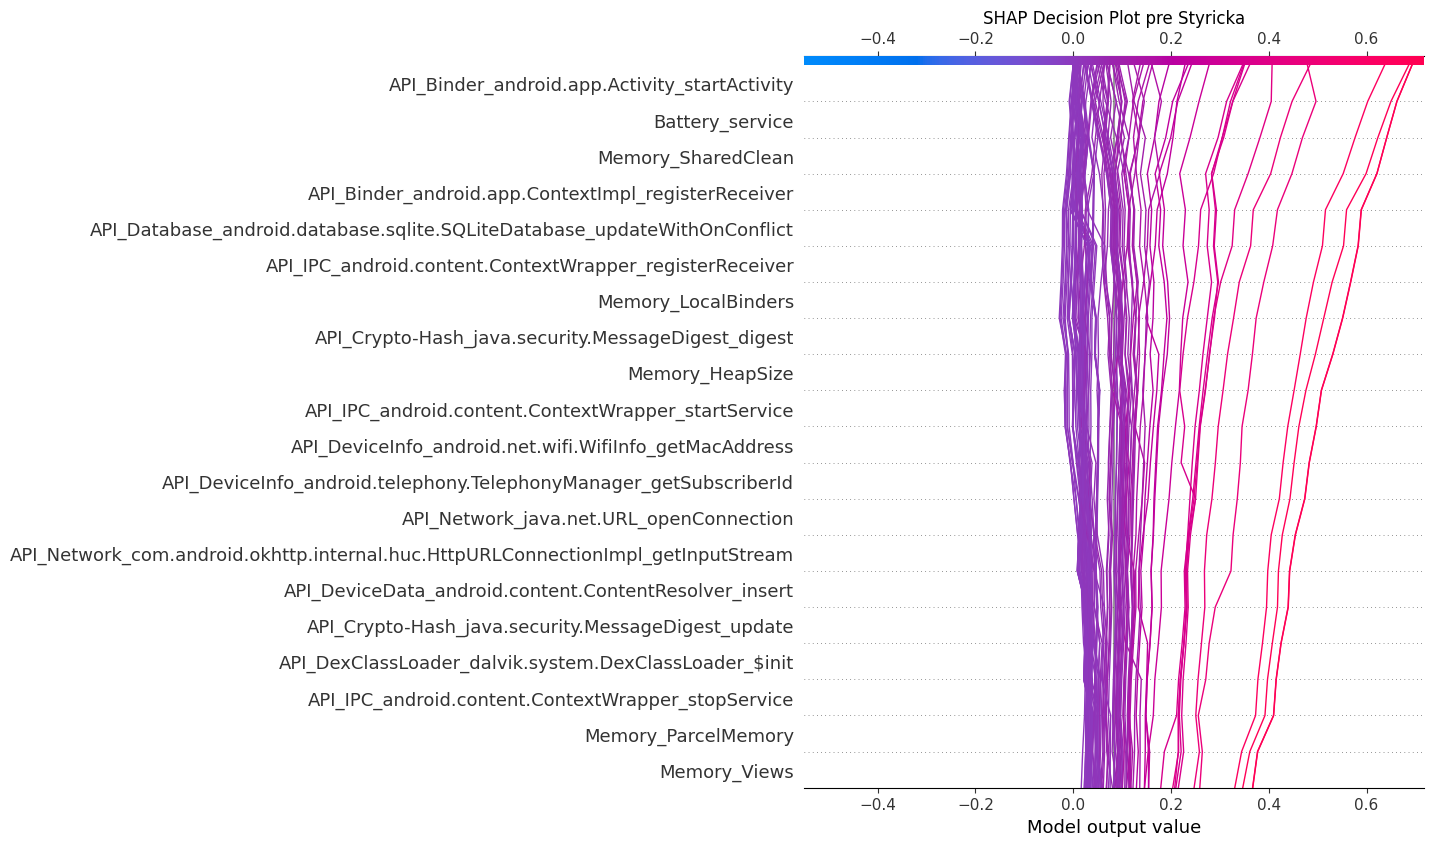 SHAP Decision Plot pre Styricka
−0.4 −0.2 0.0 0.2 0.4 0.6
API_Binder_android.app.Activity_startActivity
Battery_service
Memory_SharedClean
API_Binder_android.app.ContextImpl_registerReceiver
API_Database_android.database.sqlite.SQLiteDatabase_updateWithOnConflict
API_IPC_android.content.ContextWrapper_registerReceiver
Memory_LocalBinders
API_Crypto-Hash_java.security.MessageDigest_digest
Memory_HeapSize
API_IPC_android.content.ContextWrapper_startService
API_DeviceInfo_android.net.wifi.WifiInfo_getMacAddress
API_DeviceInfo_android.telephony.TelephonyManager_getSubscriberId
API_Network_java.net.URL_openConnection
API_Network_com.android.okhttp.internal.huc.HttpURLConnectionImpl_getInputStream
API_DeviceData_android.content.ContentResolver_insert
API_Crypto-Hash_java.security.MessageDigest_update
API_DexClassLoader_dalvik.system.DexClassLoader_$init
API_IPC_android.content.ContextWrapper_stopService
Memory_ParcelMemory
Memory_Views
−0.4 −0.2 0.0 0.2 0.4 0.6
Model output value